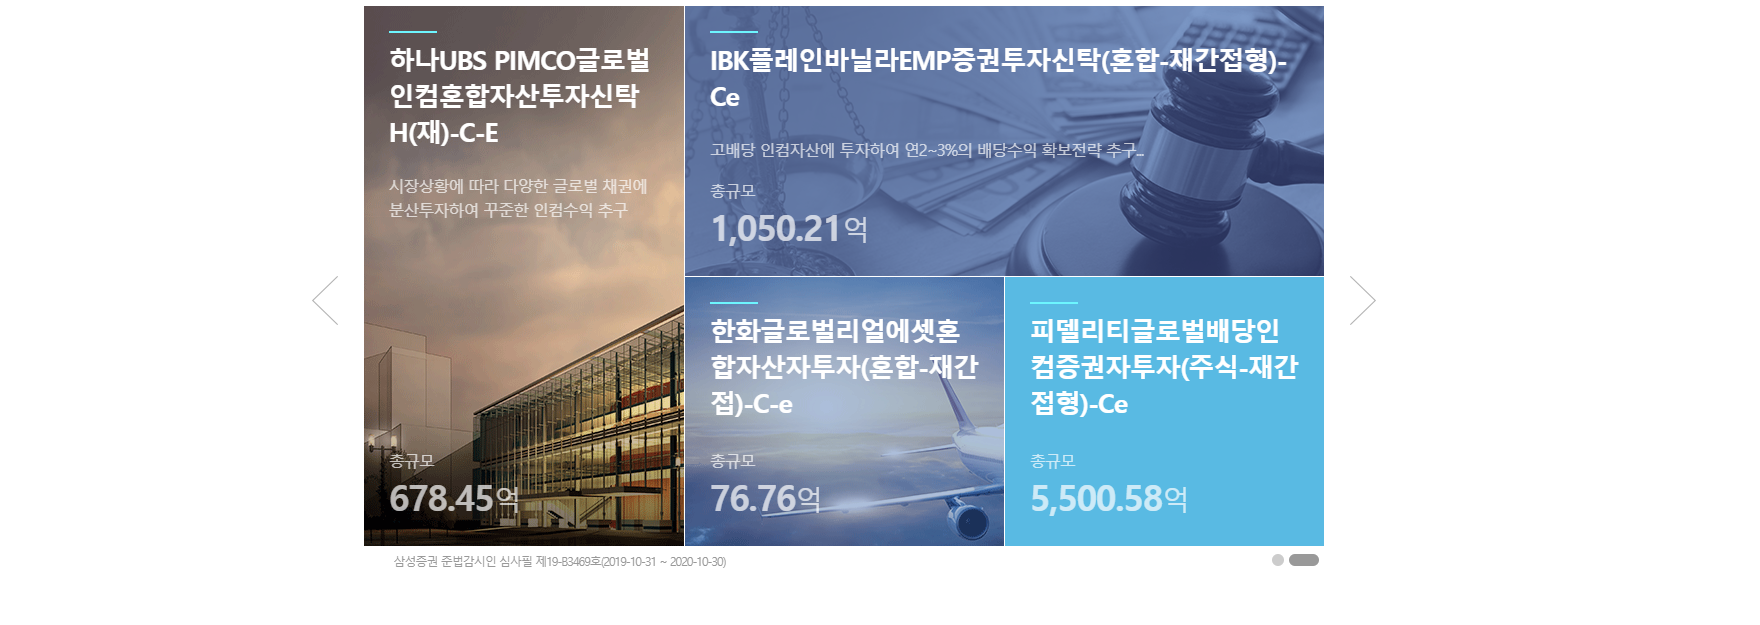 하나UBS PIMCO글로벌
인컴혼합자산투자신탁
H(재)-C-E
시장상황에 따라 다양한 글로벌 채권에
분산투자하여 꾸준한 인컴수익 추구
총규모
678.45억
IBK플레인바닐라EMP증권투자신탁(혼합-재간접형)-
Ce
고배당 인컴자산에 투자하여 연2~3%의 배당수익 확보전략 추구...
총규모
1,050.21억
한화글로벌리얼에셋혼
합자산자투자(혼합-재간
접)-C-e
총규모
76.76억
피델리티글로벌배당인
컴증권자투자(주식-재간
접형)-Ce
총규모
5,500.58억
삼성증권 준법감시인 심사필 제19-B3469호(2019-10-31 ~ 2020-10-30)